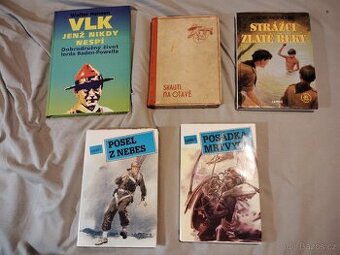 VLK
JENŽ NIKDY
NESPÍ
Dobrodružný život
lorda Baden-Powella
SKAUTI
NA OTAVĚ
STRÁŽCI
ZLATÉ ŘEKY
POSEL
Z NEBES
POSÁDKA
MRTVÝCH